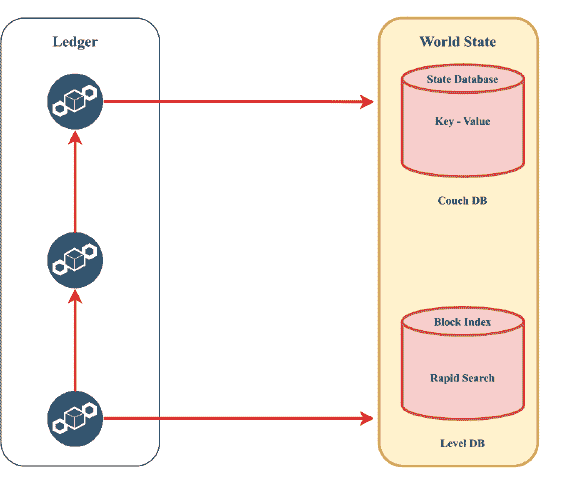 Ledger
World State
State Database
Key - Value
Couch DB
Block Index
Rapid Search
Level DB